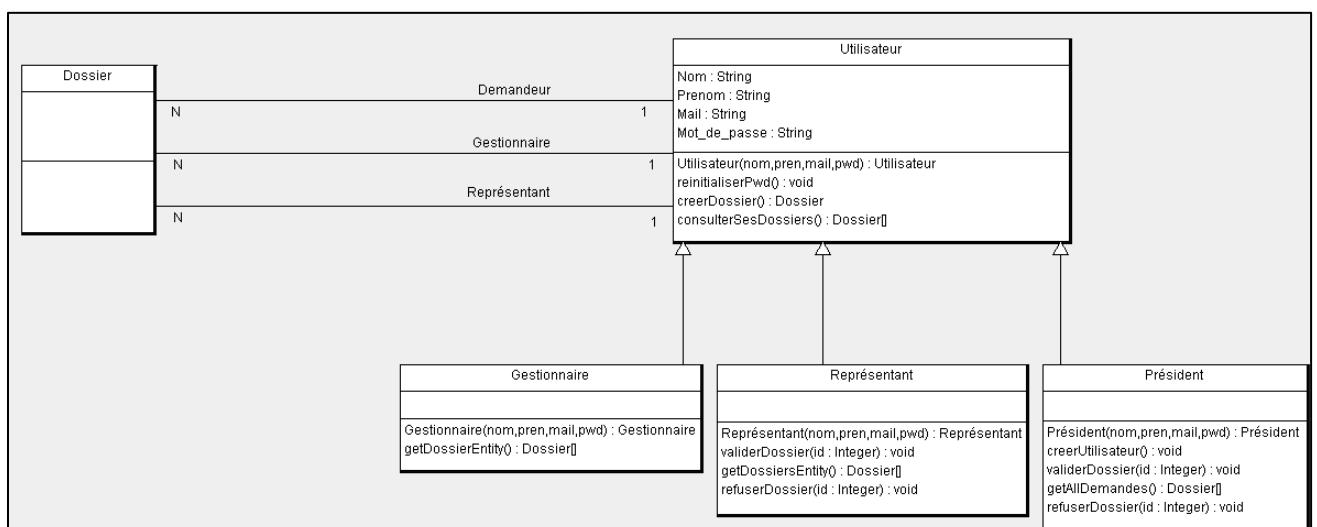 Utilisateur
Dossier
Nom : String
Prenom : String
Mail : String
Mot_de_passe : String
Demandeur
N
1
Gestionnaire
N
1
Représentant
N
1
Utilisateur(nom,pren,mail,pwd) : Utilisateur
reinitialiserPwd() : void
creerDossier() : Dossier
consulterSesDossiers() : Dossier[]
Gestionnaire
Gestionnaire(nom,pren,mail,pwd) : Gestionnaire
getDossierEntity() : Dossier[]
Représentant
Représentant(nom,pren,mail,pwd) : Représentant
validerDossier(id : Integer) : void
getDossiersEntity() : Dossier[]
refuserDossier(id : Integer) : void
Président
Président(nom,pren,mail,pwd) : Président
creerUtilisateur() : void
validerDossier(id : Integer) : void
getAllDemandes() : Dossier[]
refuserDossier(id : Integer) : void